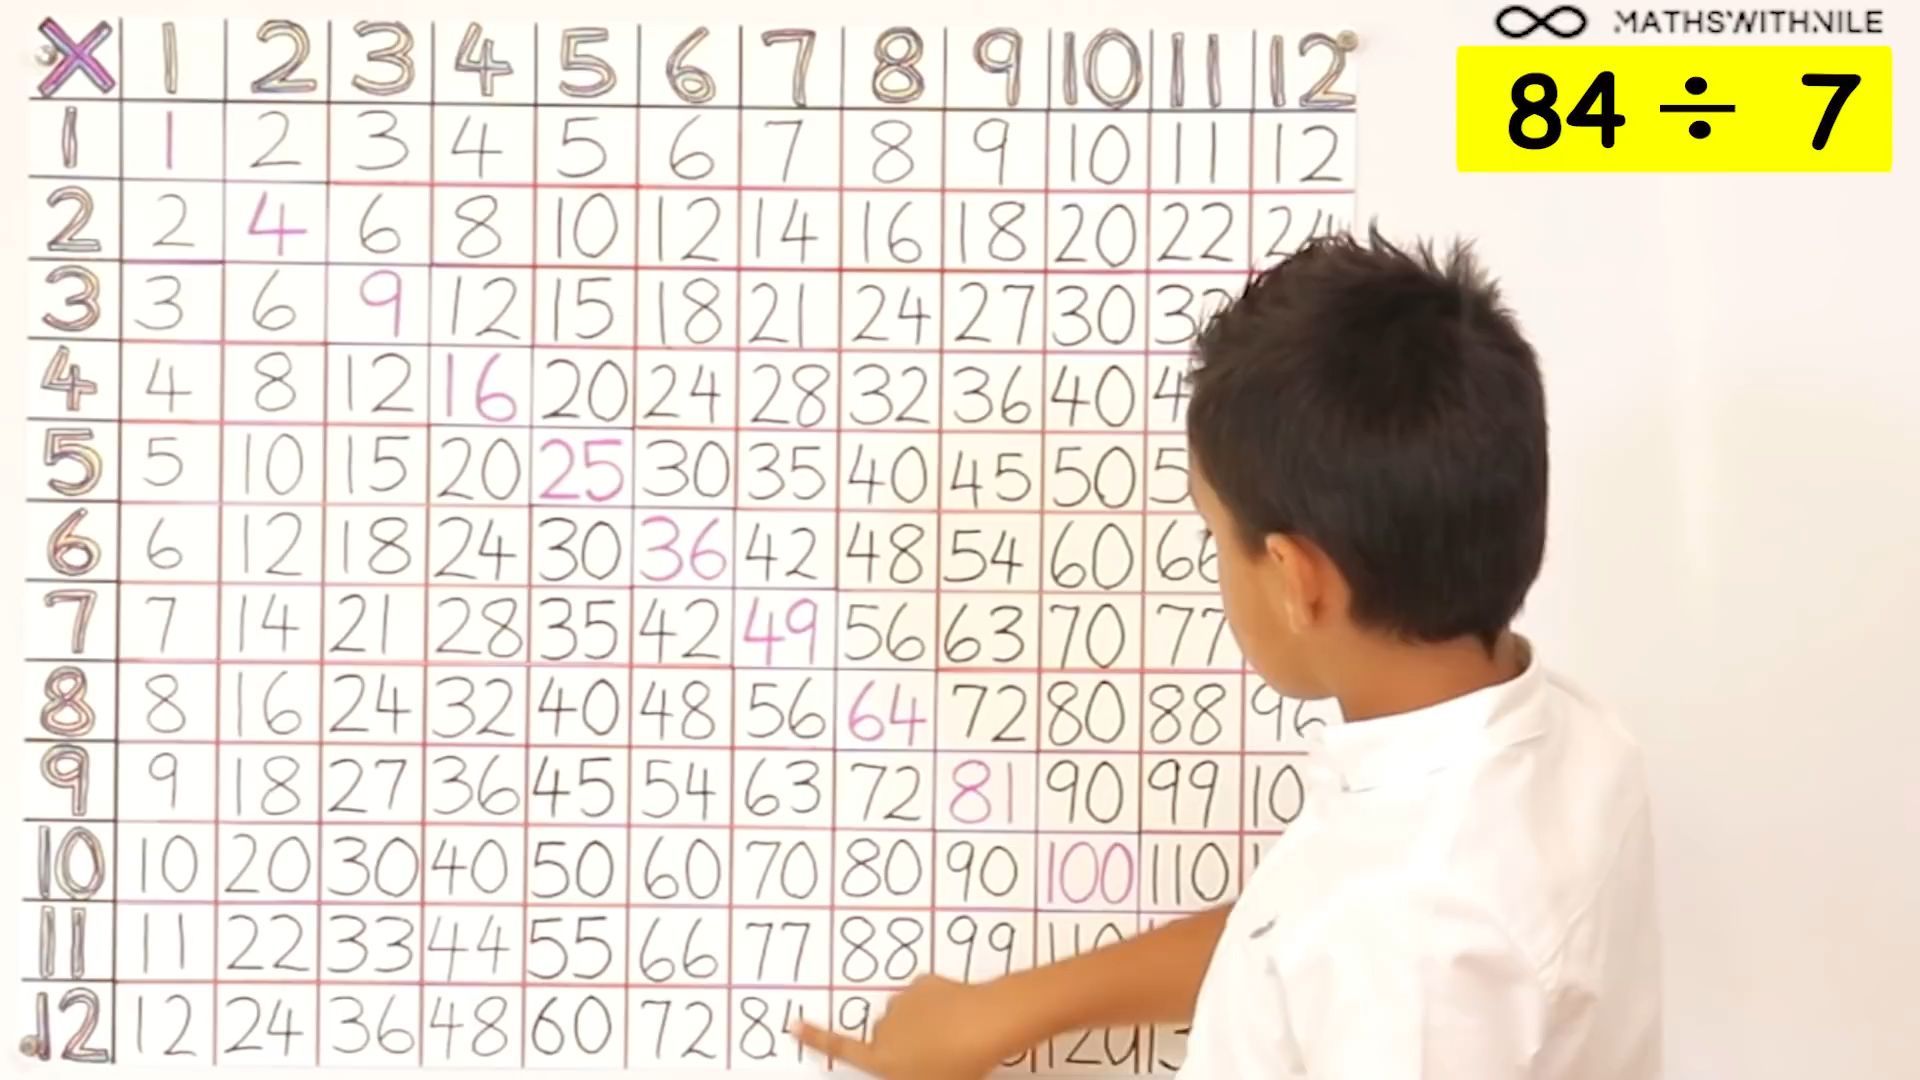 MATHSWITHNILE
84 ÷ 7
X 1 2 3 4 5 6 7 8 9 10 11 12
1 1 2 3 4 5 6 7 8 9 10 11 12
2 2 4 6 8 10 12 14 16 18 20 22 24
3 3 6 9 12 15 18 21 24 27 30
4 4 8 12 16 20 24 28 32 36 40
5 5 10 15 20 25 30 35 40 45 50
6 6 12 18 24 30 36 42 48 54 60 66
7 7 14 21 28 35 42 49 56 63 70 77
8 8 16 24 32 40 48 56 64 72 80 88 96
9 9 18 27 36 45 54 63 72 81 90 99
10 10 20 30 40 50 60 70 80 90 100 110
11 11 22 33 44 55 66 77 88 99 110
12 12 24 36 48 60 72 84